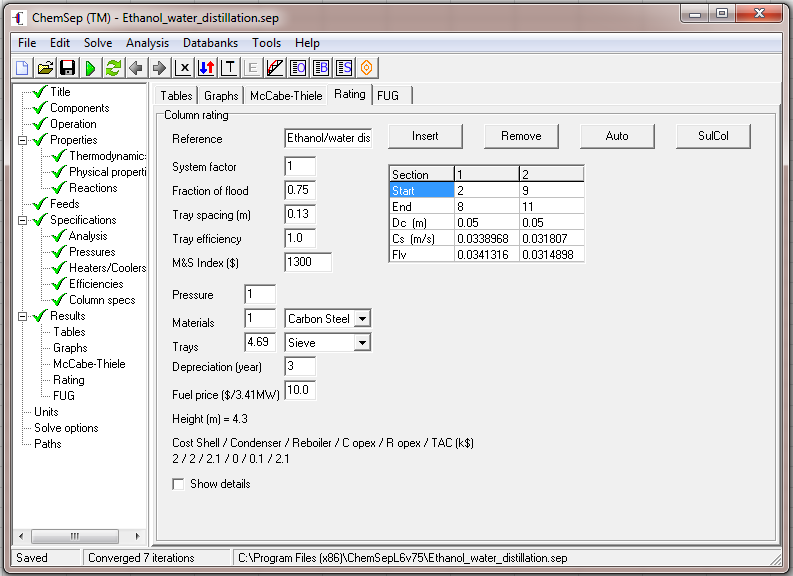 ChemSep (TM) - Ethanol_water_distillation.sep
File Edit Solve Analysis Databanks Tools Help
Title
Components
Operation
Properties
Thermodynamic:
Physical properti
Reactions
Feeds
Specifications
Analysis
Pressures
Heaters/Coolers
Efficiencies
Column specs
Results
Tables
Graphs
McCabe-Thiele
Rating
FUG
Units
Solve options
Paths
Tables Graphs McCabe-Thiele Rating FUG
Column rating
Reference Ethanol/water dis Insert Remove Auto SulCol
System factor 1
Fraction of flood 0.75
Tray spacing (m) 0.13
Tray efficiency 1.0
M&S Index ($) 1300
Section 1 2
Start 2 9
End 8 11
Dc (m) 0.05 0.05
Cs (m/s) 0.0338968 0.031807
Flv 0.0341316 0.0314898
Pressure 1
Materials 1 Carbon Steel
Trays 4.69 Sieve
Depreciation (year) 3
Fuel price ($/3.41MW) 10.0
Height (m) = 4.3
Cost Shell / Condenser / Reboiler / C opex / R opex / TAC (k$)
2 / 2 / 2.1 / 0 / 0.1 / 2.1
Show details
Saved Converged 7 iterations C:\Program Files (x86)\ChemSepL6v75\Ethanol_water_distillation.sep